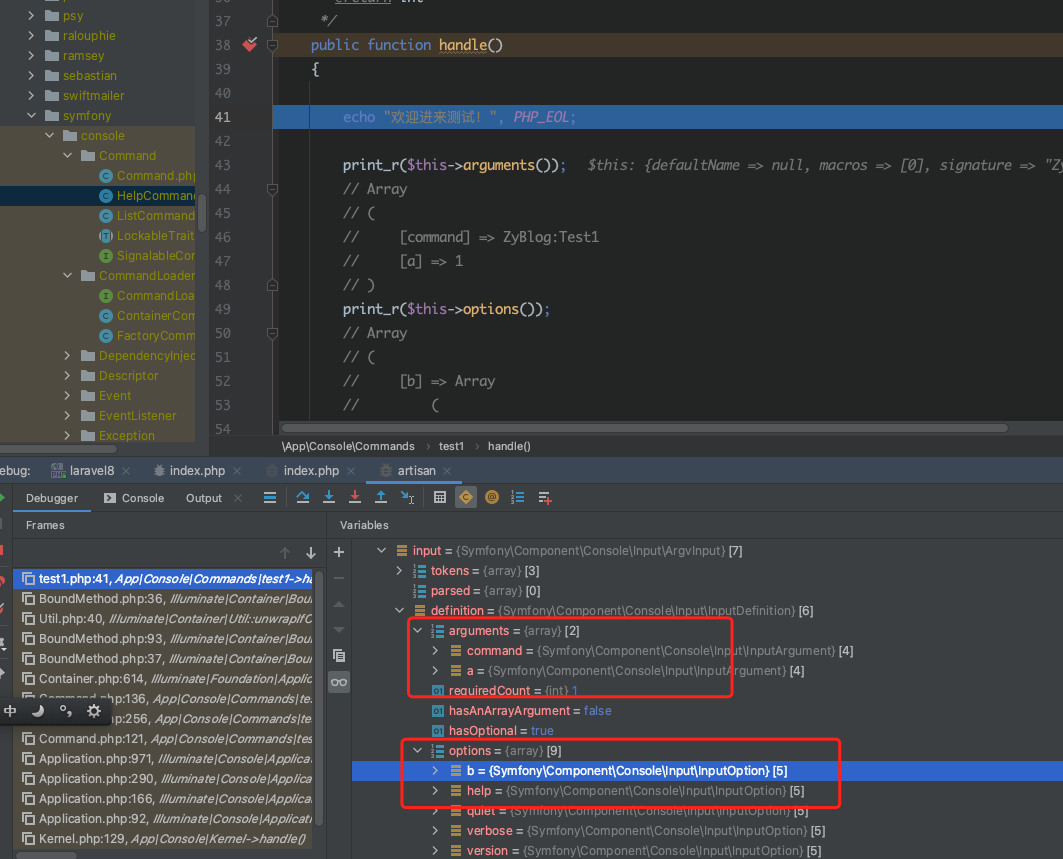 psy
ralouphie
ramsey
sebastian
swiftmailer
symfony
console
Command
Command.php
HelpCommand
ListCommand
LockableTrait
SignalableCor
CommandLoader
CommandLoa
ContainerCom
FactoryComm
DependencyInjec
Descriptor
Event
EventListener
Exception
37 */
38 public function handle()
39 {
40
41 echo "欢迎进来测试！", PHP_EOL;
42
43 print_r($this->arguments()); $this: {defaultName => null, macros => [0], signature => "Zy
44 // Array
45 // (
46 // [command] => ZyBlog:Test1
47 // [a] => 1
48 // )
49 print_r($this->options());
50 // Array
51 // (
52 // [b] => Array
53 // (
54
\App\Console\Commands › test1 › handle()
ebug: laravel8 × index.php × index.php × artisan ×
Debugger Console Output ×
Frames
test1.php:41, App|Console|Commands|test1->ha
BoundMethod.php:36, Illuminate|Container|Bou
Util.php:40, Illuminate|Container|Util::unwrapIfC
BoundMethod.php:93, Illuminate|Container|Bou
BoundMethod.php:37, Illuminate|Container|Bou
Container.php:614, Illuminate|Foundation|Applic
Command.php:136, App|Console|Commands|tes
256, App|Console|Commands|tes
Command.php:121, App|Console|Commands|tes
Application.php:971, Illuminate|Console|Applica
Application.php:290, Illuminate|Console|Applica
Application.php:166, Illuminate|Console|Applica
Application.php:92, Illuminate|Console|Applicat
Kernel.php:129, App|Console|Kernel->handle()
中
Variables
input = {Symfony\Component\Console\Input\ArgvInput} [7]
tokens = {array} [3]
parsed = {array} [0]
definition = {Symfony\Component\Console\Input\InputDefinition} [6]
arguments = {array} [2]
command = {Symfony\Component\Console\Input\InputArgument} [4]
a = {Symfony\Component\Console\Input\InputArgument} [4]
requiredCount = {int} 1
hasAnArrayArgument = false
hasOptional = true
options = {array} [9]
b = {Symfony\Component\Console\Input\InputOption} [5]
help = {Symfony\Component\Console\Input\InputOption} [5]
quiet = {Symfony\Component\Console\Input\InputOption} [5]
verbose = {Symfony\Component\Console\Input\InputOption} [5]
version = {Symfony\Component\Console\Input\InputOption} [5]